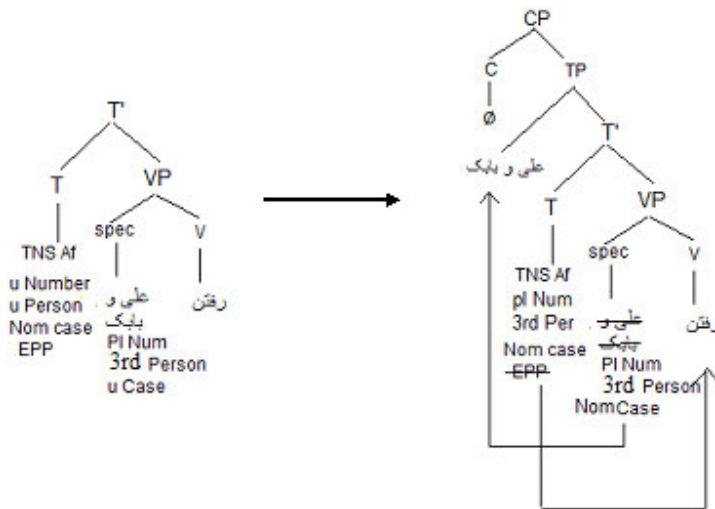 T'
T
VP
TNS Af
spec
V
u Number
u Person
Nom case
EPP
علی و
بابک
Pl Num
3rd Person
u Case
رفتن
CP
C
TP
Ø
علی و بابک
T'
T
VP
TNS Af
spec
V
pl Num
3rd Per
Nom case
EPP
علی و
بابک
Pl Num
3rd Person
Nom Case
رفتن